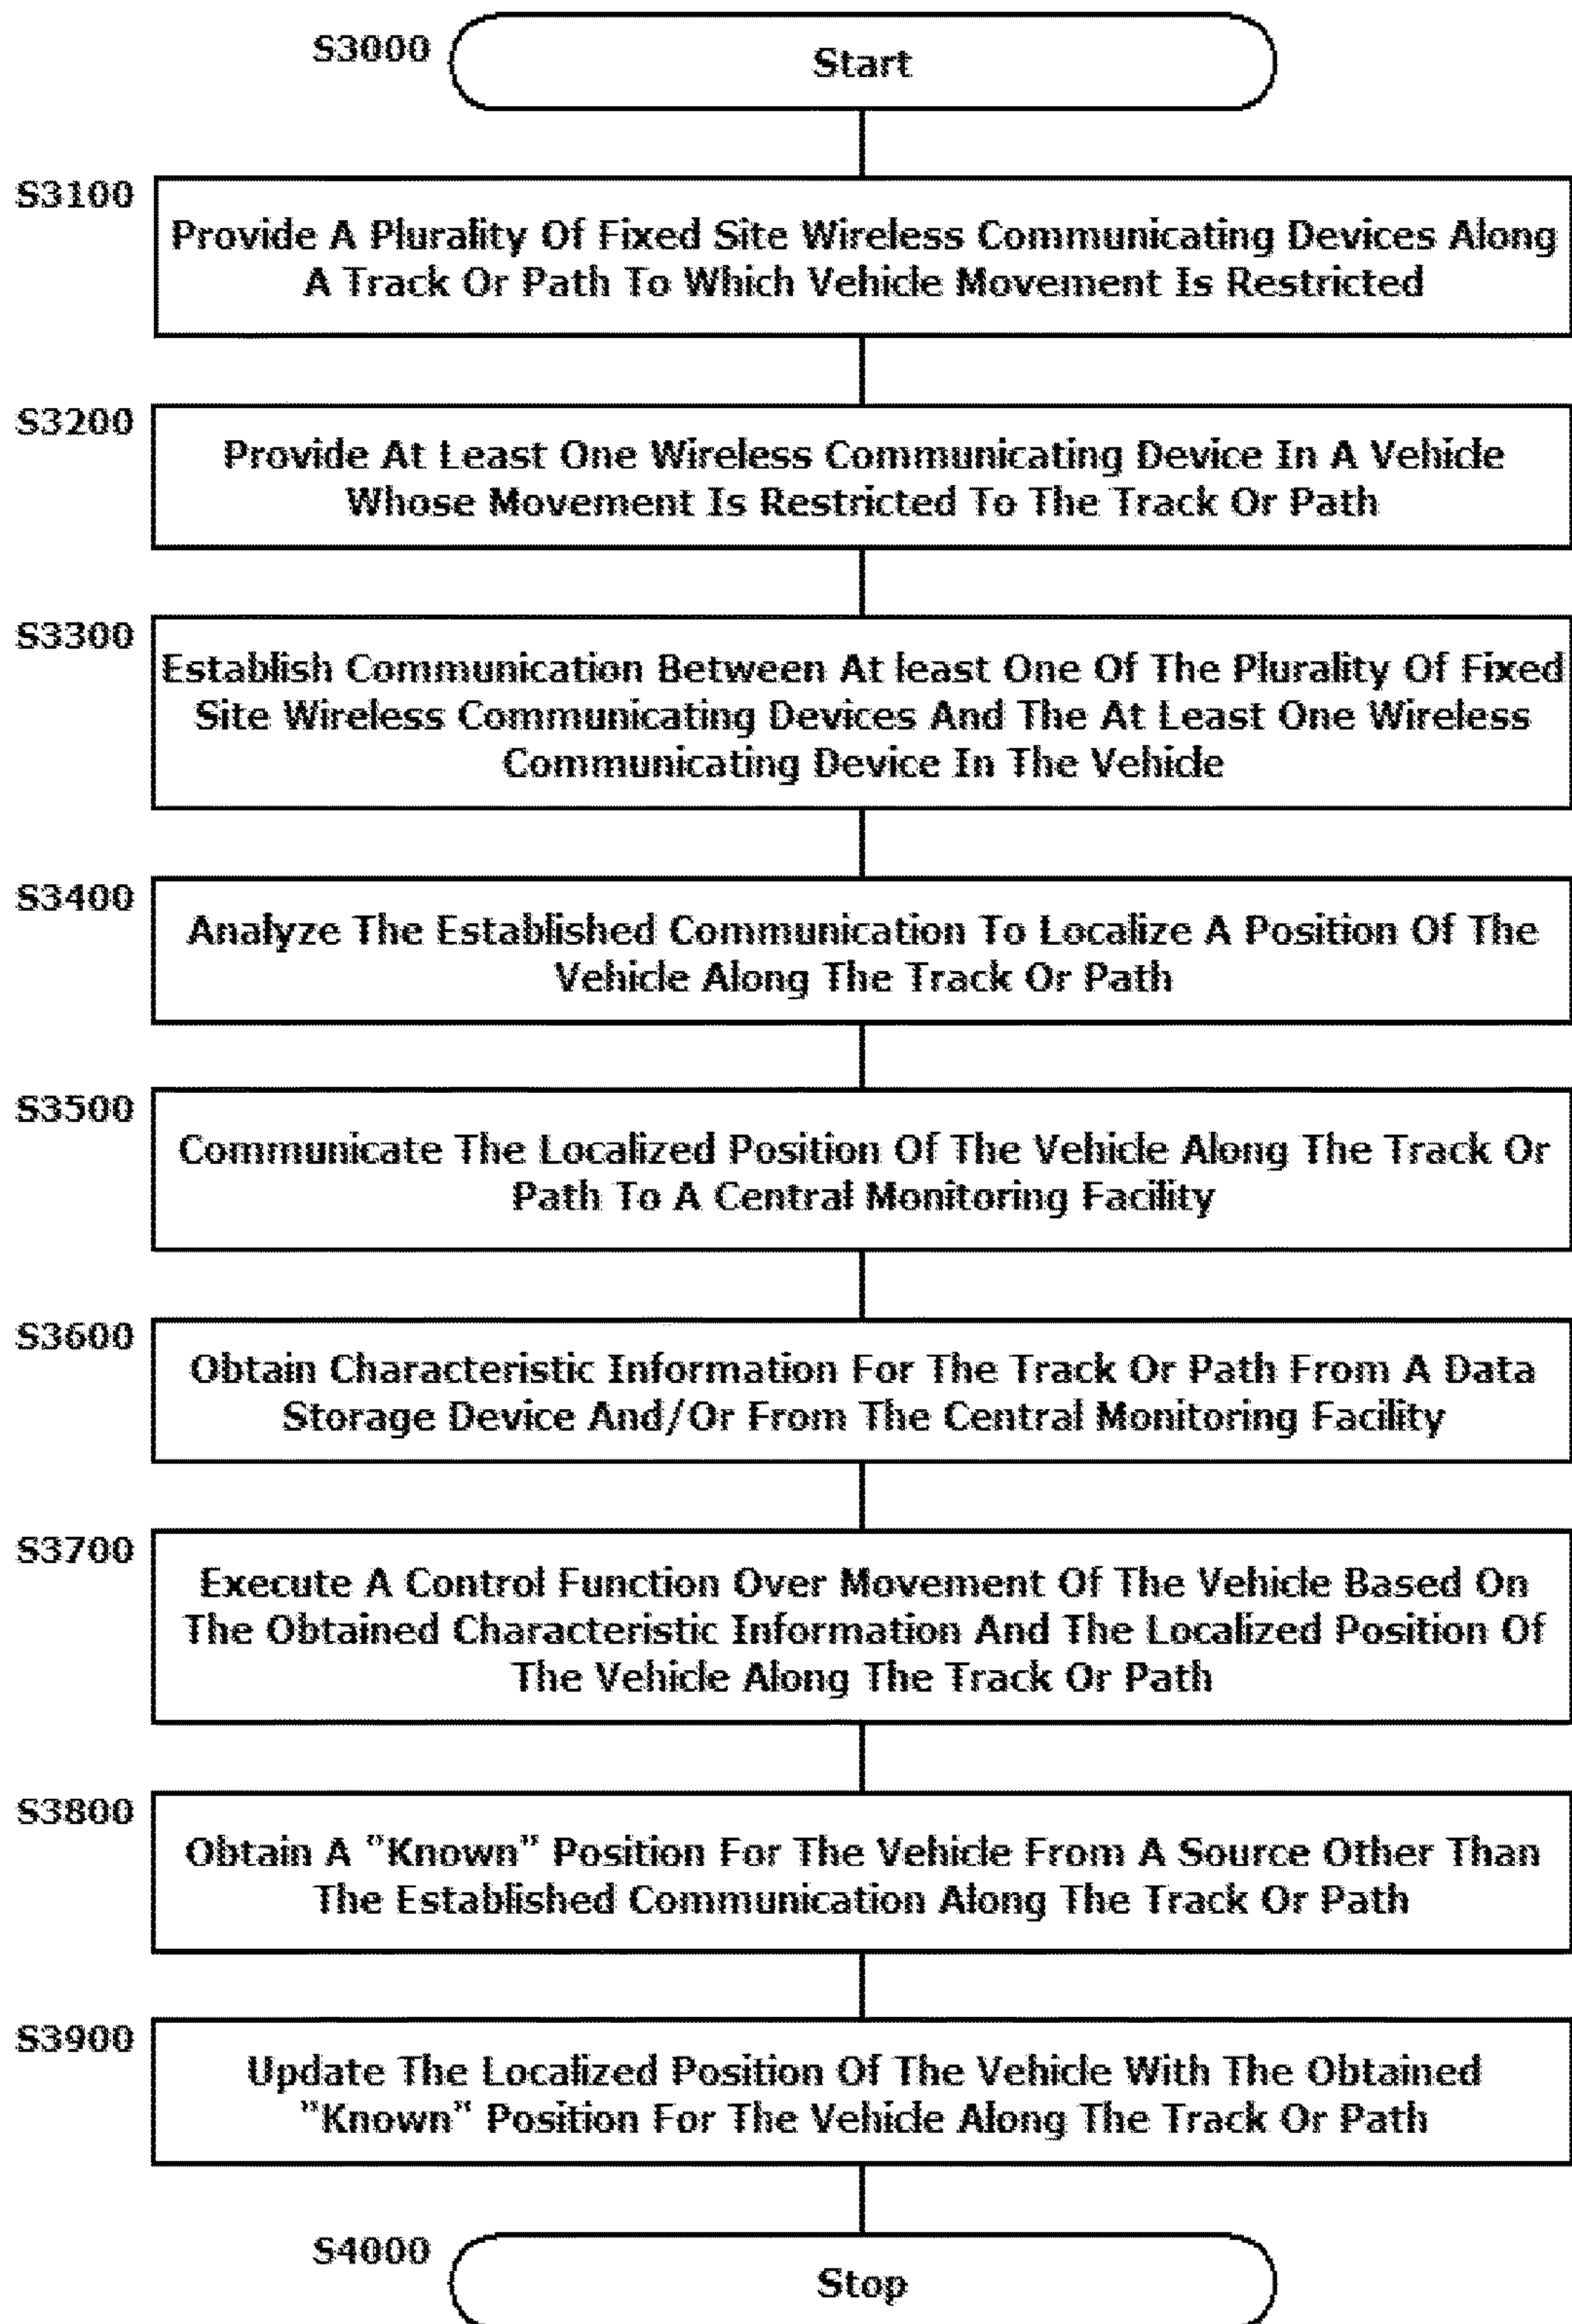 S3000
Start
S3100
Provide A Plurality Of Fixed Site Wireless Communicating Devices Along
A Track Or Path To Which Vehicle Movement Is Restricted
S3200
Provide At Least One Wireless Communicating Device In A Vehicle
Whose Movement Is Restricted To The Track Or Path
S3300
Establish Communication Between At least One Of The Plurality Of Fixed
Site Wireless Communicating Devices And The At Least One Wireless
Communicating Device In The Vehicle
S3400
Analyze The Established Communication To Localize A Position Of The
Vehicle Along The Track Or Path
S3500
Communicate The Localized Position Of The Vehicle Along The Track Or
Path To A Central Monitoring Facility
S3600
Obtain Characteristic Information For The Track Or Path From A Data
Storage Device And/Or From The Central Monitoring Facility
S3700
Execute A Control Function Over Movement Of The Vehicle Based On
The Obtained Characteristic Information And The Localized Position Of
The Vehicle Along The Track Or Path
S3800
Obtain A "Known" Position For The Vehicle From A Source Other Than
The Established Communication Along The Track Or Path
S3900
Update The Localized Position Of The Vehicle With The Obtained
"Known" Position For The Vehicle Along The Track Or Path
S4000
Stop